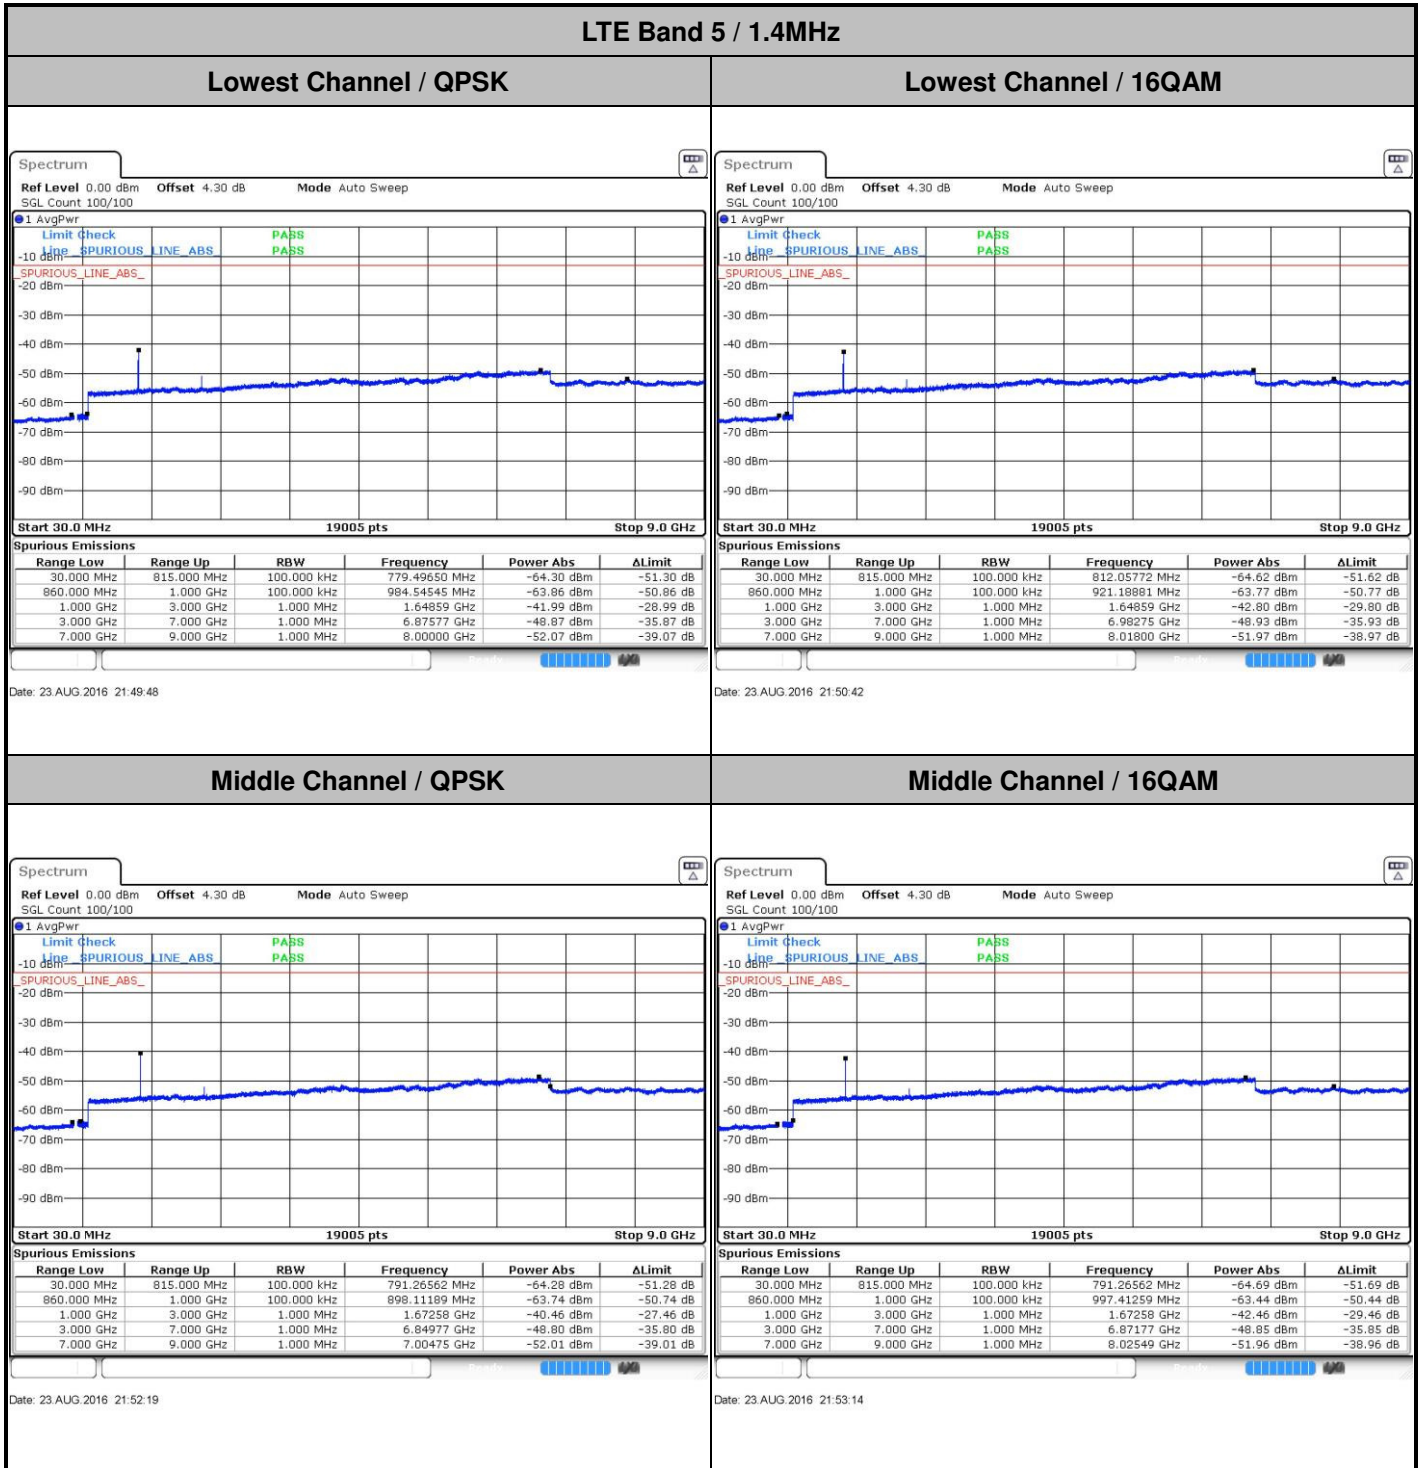 LTE Band 5 / 1.4MHz
Lowest Channel / QPSK
Lowest Channel / 16QAM
Spectrum
Ref Level 0.00 dBm Offset 4.30 dB Mode Auto Sweep
SGL Count 100/100
1 AvgPwr
Limit Check PASS
Line _SPURIOUS_LINE_ABS_ PASS
-10 dBm
_SPURIOUS_LINE_ABS_
-20 dBm
-30 dBm
-40 dBm
-50 dBm
-60 dBm
-70 dBm
-80 dBm
-90 dBm
Start 30.0 MHz 19005 pts Stop 9.0 GHz
Spurious Emissions
Range Low Range Up RBW Frequency Power Abs ΔLimit
30.000 MHz 815.000 MHz 100.000 kHz 779.49650 MHz -64.30 dBm -51.30 dB
860.000 MHz 1.000 GHz 100.000 kHz 984.54545 MHz -63.86 dBm -50.86 dB
1.000 GHz 3.000 GHz 1.000 MHz 1.64859 GHz -41.99 dBm -28.99 dB
3.000 GHz 7.000 GHz 1.000 MHz 6.87577 GHz -48.87 dBm -35.87 dB
7.000 GHz 9.000 GHz 1.000 MHz 8.00000 GHz -52.07 dBm -39.07 dB
Date: 23.AUG.2016 21:49:48
Spectrum
Ref Level 0.00 dBm Offset 4.30 dB Mode Auto Sweep
SGL Count 100/100
1 AvgPwr
Limit Check PASS
Line _SPURIOUS_LINE_ABS_ PASS
-10 dBm
_SPURIOUS_LINE_ABS_
-20 dBm
-30 dBm
-40 dBm
-50 dBm
-60 dBm
-70 dBm
-80 dBm
-90 dBm
Start 30.0 MHz 19005 pts Stop 9.0 GHz
Spurious Emissions
Range Low Range Up RBW Frequency Power Abs ΔLimit
30.000 MHz 815.000 MHz 100.000 kHz 812.05772 MHz -64.62 dBm -51.62 dB
860.000 MHz 1.000 GHz 100.000 kHz 921.18881 MHz -63.77 dBm -50.77 dB
1.000 GHz 3.000 GHz 1.000 MHz 1.64859 GHz -42.80 dBm -29.80 dB
3.000 GHz 7.000 GHz 1.000 MHz 6.98275 GHz -48.93 dBm -35.93 dB
7.000 GHz 9.000 GHz 1.000 MHz 8.01800 GHz -51.97 dBm -38.97 dB
Date: 23.AUG.2016 21:50:42
Middle Channel / QPSK
Middle Channel / 16QAM
Spectrum
Ref Level 0.00 dBm Offset 4.30 dB Mode Auto Sweep
SGL Count 100/100
1 AvgPwr
Limit Check PASS
Line _SPURIOUS_LINE_ABS_ PASS
-10 dBm
_SPURIOUS_LINE_ABS_
-20 dBm
-30 dBm
-40 dBm
-50 dBm
-60 dBm
-70 dBm
-80 dBm
-90 dBm
Start 30.0 MHz 19005 pts Stop 9.0 GHz
Spurious Emissions
Range Low Range Up RBW Frequency Power Abs ΔLimit
30.000 MHz 815.000 MHz 100.000 kHz 791.26562 MHz -64.28 dBm -51.28 dB
860.000 MHz 1.000 GHz 100.000 kHz 898.11189 MHz -63.74 dBm -50.74 dB
1.000 GHz 3.000 GHz 1.000 MHz 1.67258 GHz -40.46 dBm -27.46 dB
3.000 GHz 7.000 GHz 1.000 MHz 6.84977 GHz -48.80 dBm -35.80 dB
7.000 GHz 9.000 GHz 1.000 MHz 7.00475 GHz -52.01 dBm -39.01 dB
Date: 23.AUG.2016 21:52:19
Spectrum
Ref Level 0.00 dBm Offset 4.30 dB Mode Auto Sweep
SGL Count 100/100
1 AvgPwr
Limit Check PASS
Line _SPURIOUS_LINE_ABS_ PASS
-10 dBm
_SPURIOUS_LINE_ABS_
-20 dBm
-30 dBm
-40 dBm
-50 dBm
-60 dBm
-70 dBm
-80 dBm
-90 dBm
Start 30.0 MHz 19005 pts Stop 9.0 GHz
Spurious Emissions
Range Low Range Up RBW Frequency Power Abs ΔLimit
30.000 MHz 815.000 MHz 100.000 kHz 791.26562 MHz -64.69 dBm -51.69 dB
860.000 MHz 1.000 GHz 100.000 kHz 997.41259 MHz -63.44 dBm -50.44 dB
1.000 GHz 3.000 GHz 1.000 MHz 1.67258 GHz -42.46 dBm -29.46 dB
3.000 GHz 7.000 GHz 1.000 MHz 6.87177 GHz -48.85 dBm -35.85 dB
7.000 GHz 9.000 GHz 1.000 MHz 8.02549 GHz -51.96 dBm -38.96 dB
Date: 23.AUG.2016 21:53:14